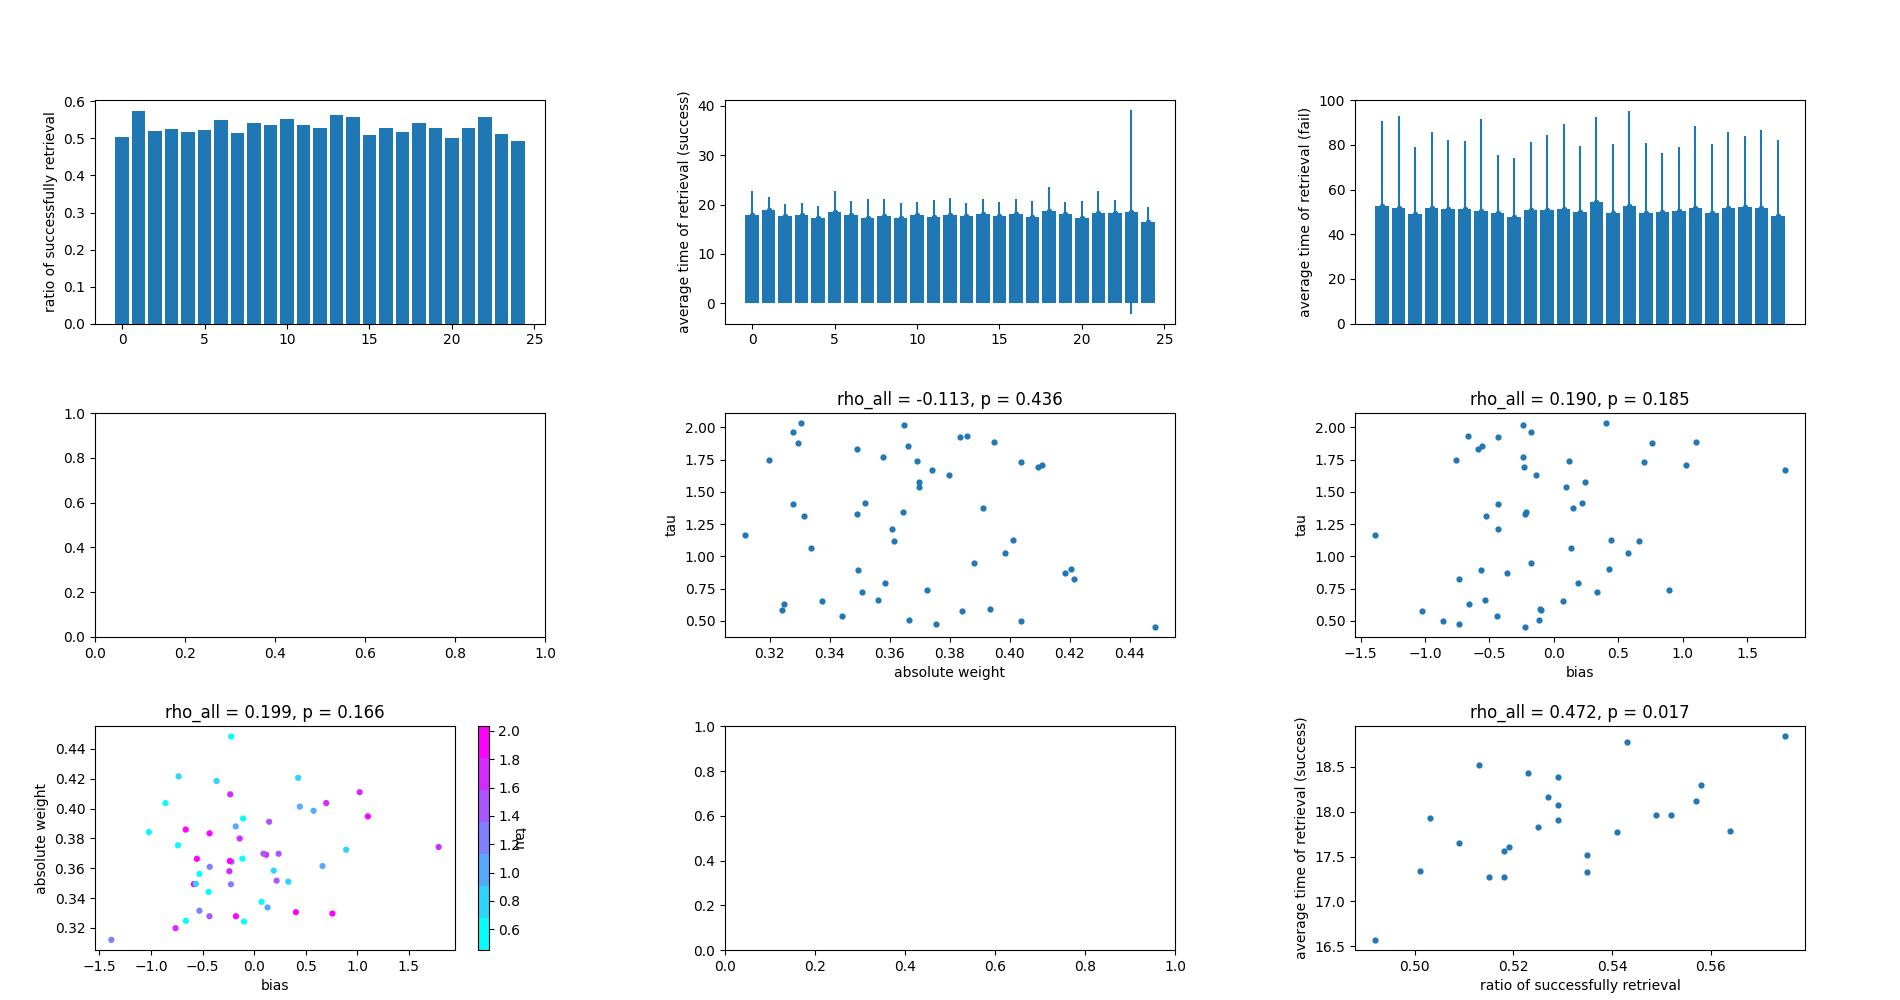 ratio of successfully retrieval
0.6
0.5
0.4
0.3
0.2
0.1
0.0
0 5 10 15 20 25
average time of retrieval (success)
40
30
20
10
0
0 5 10 15 20 25
average time of retrieval (fail)
100
80
60
40
20
0
1.0
0.8
0.6
0.4
0.2
0.0
0.0 0.2 0.4 0.6 0.8 1.0
rho_all = -0.113, p = 0.436
tau
2.00
1.75
1.50
1.25
1.00
0.75
0.50
0.32 0.34 0.36 0.38 0.40 0.42 0.44
absolute weight
rho_all = 0.190, p = 0.185
tau
2.00
1.75
1.50
1.25
1.00
0.75
0.50
−1.5 −1.0 −0.5 0.0 0.5 1.0 1.5
bias
rho_all = 0.199, p = 0.166
absolute weight
0.44
0.42
0.40
0.38
0.36
0.34
0.32
−1.5 −1.0 −0.5 0.0 0.5 1.0 1.5
bias
2.0
1.8
1.6
1.4
1.2
1.0
0.8
0.6
tau
1.0
0.8
0.6
0.4
0.2
0.0
0.0 0.2 0.4 0.6 0.8 1.0
rho_all = 0.472, p = 0.017
average time of retrieval (success)
18.5
18.0
17.5
17.0
16.5
0.50 0.52 0.54 0.56
ratio of successfully retrieval